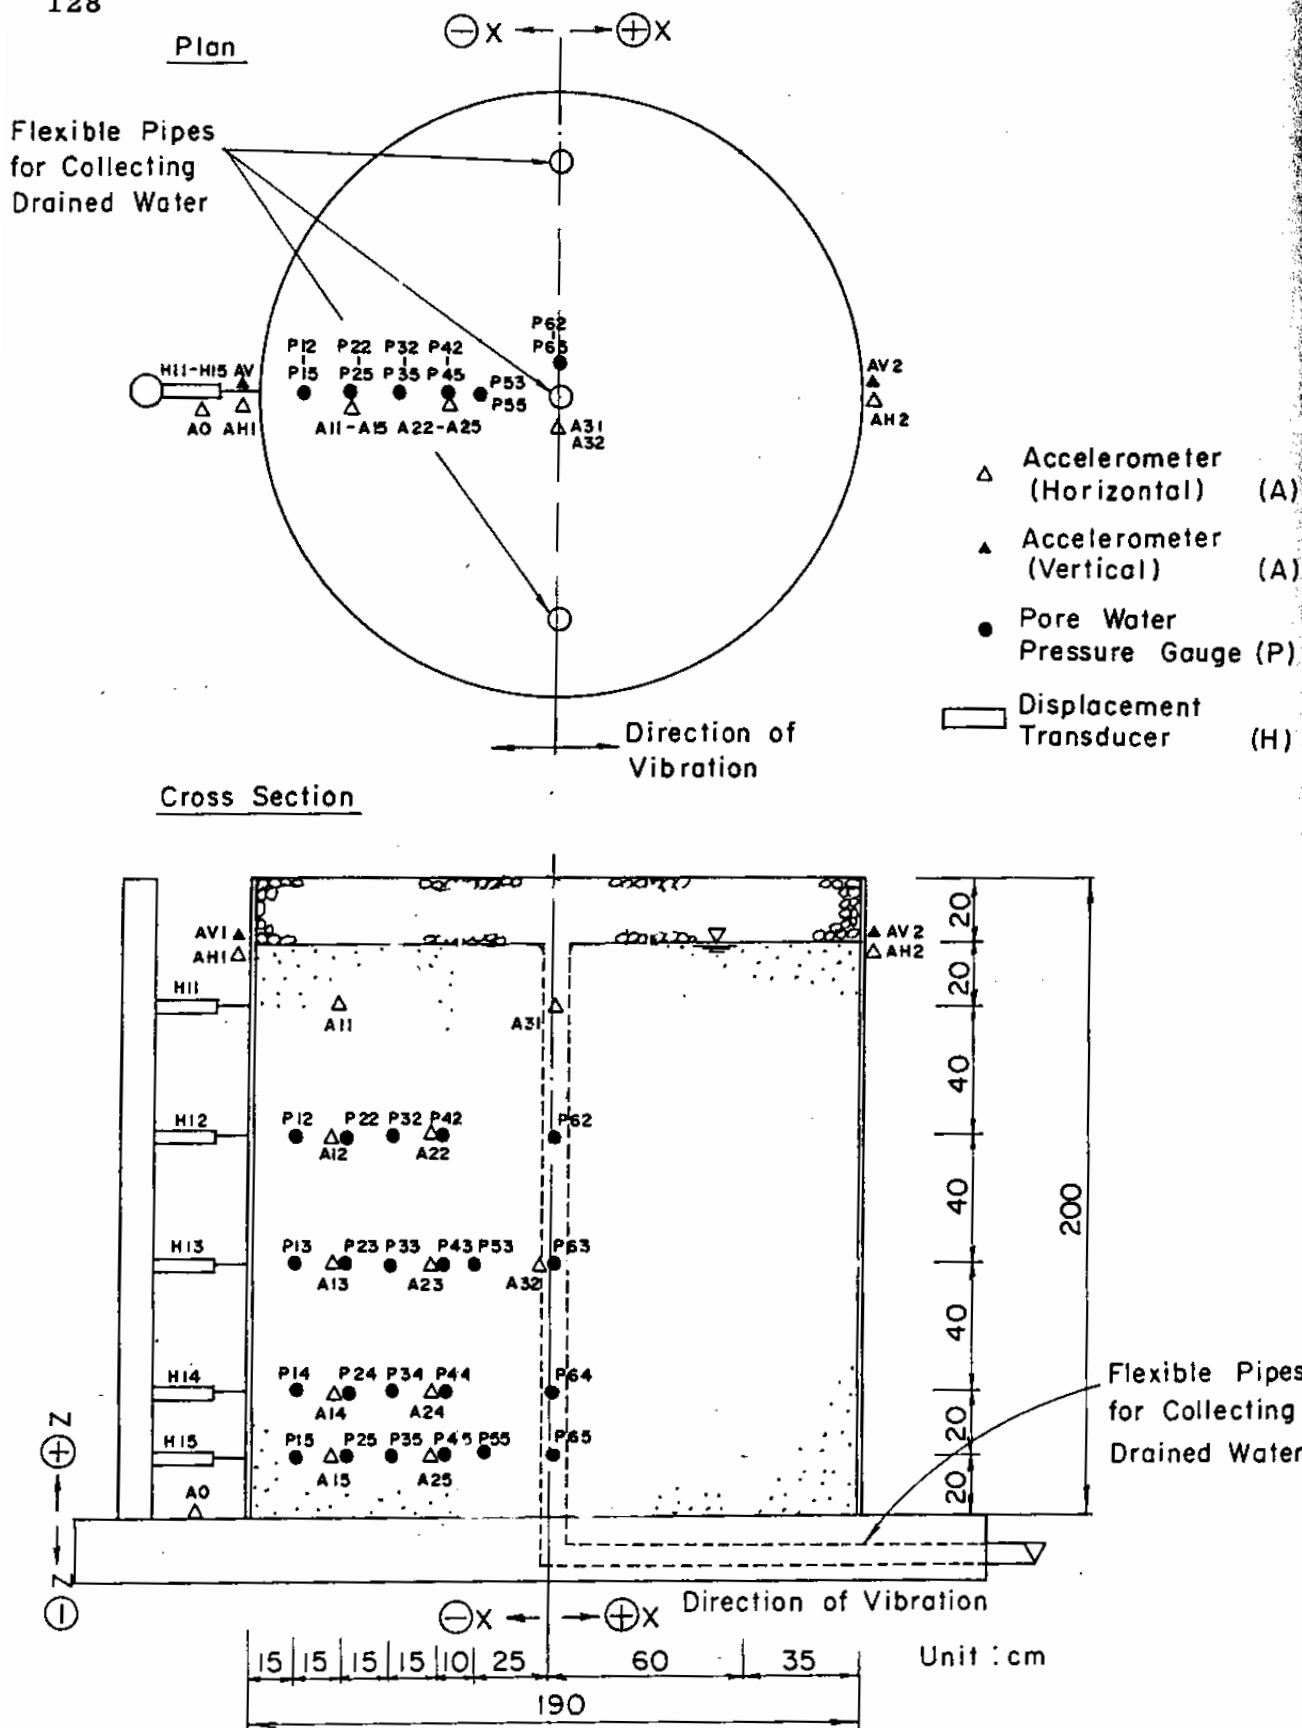 128
Plan
⊖X ⊕X
Flexible Pipes
for Collecting
Drained Water
P62
P65
P12 P22 P32 P42
H11-H15 AV
P15 P25 P35 P45
P53
P55
A0 AH1
A11-A15 A22-A25
A31
A32
AV2
AH2
Accelerometer
(Horizontal) (A)
Accelerometer
(Vertical) (A)
Pore Water
Pressure Gauge (P)
Displacement
Transducer (H)
Direction of
Vibration
Cross Section
AV1
AH1
AV2
AH2
H11
A11
A31
H12
P12 P22 P32 P42 P62
A12 A22
H13
P13 P23 P33 P43 P53 P63
A13 A23 A32
H14
P14 P24 P34 P44 P64
A14 A24
H15
P15 P25 P35 P45 P55 P65
A15 A25
A0
20
20
40
40
40
20
20
200
Flexible Pipes
for Collecting
Drained Water
⊕Z
⊖Z
⊖X ⊕X
Direction of Vibration
15 15 15 15 10 25 60 35
Unit : cm
190